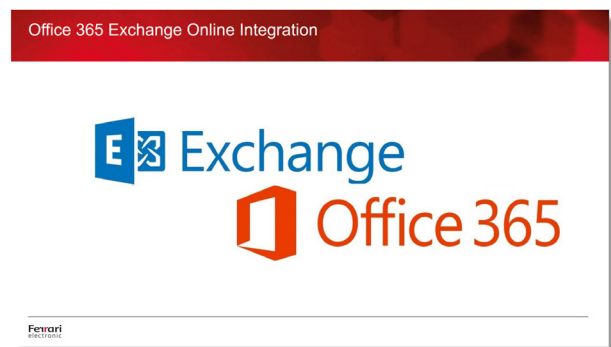 Office 365 Exchange Online Integration
E Exchange
Office 365
Ferrari
electronic